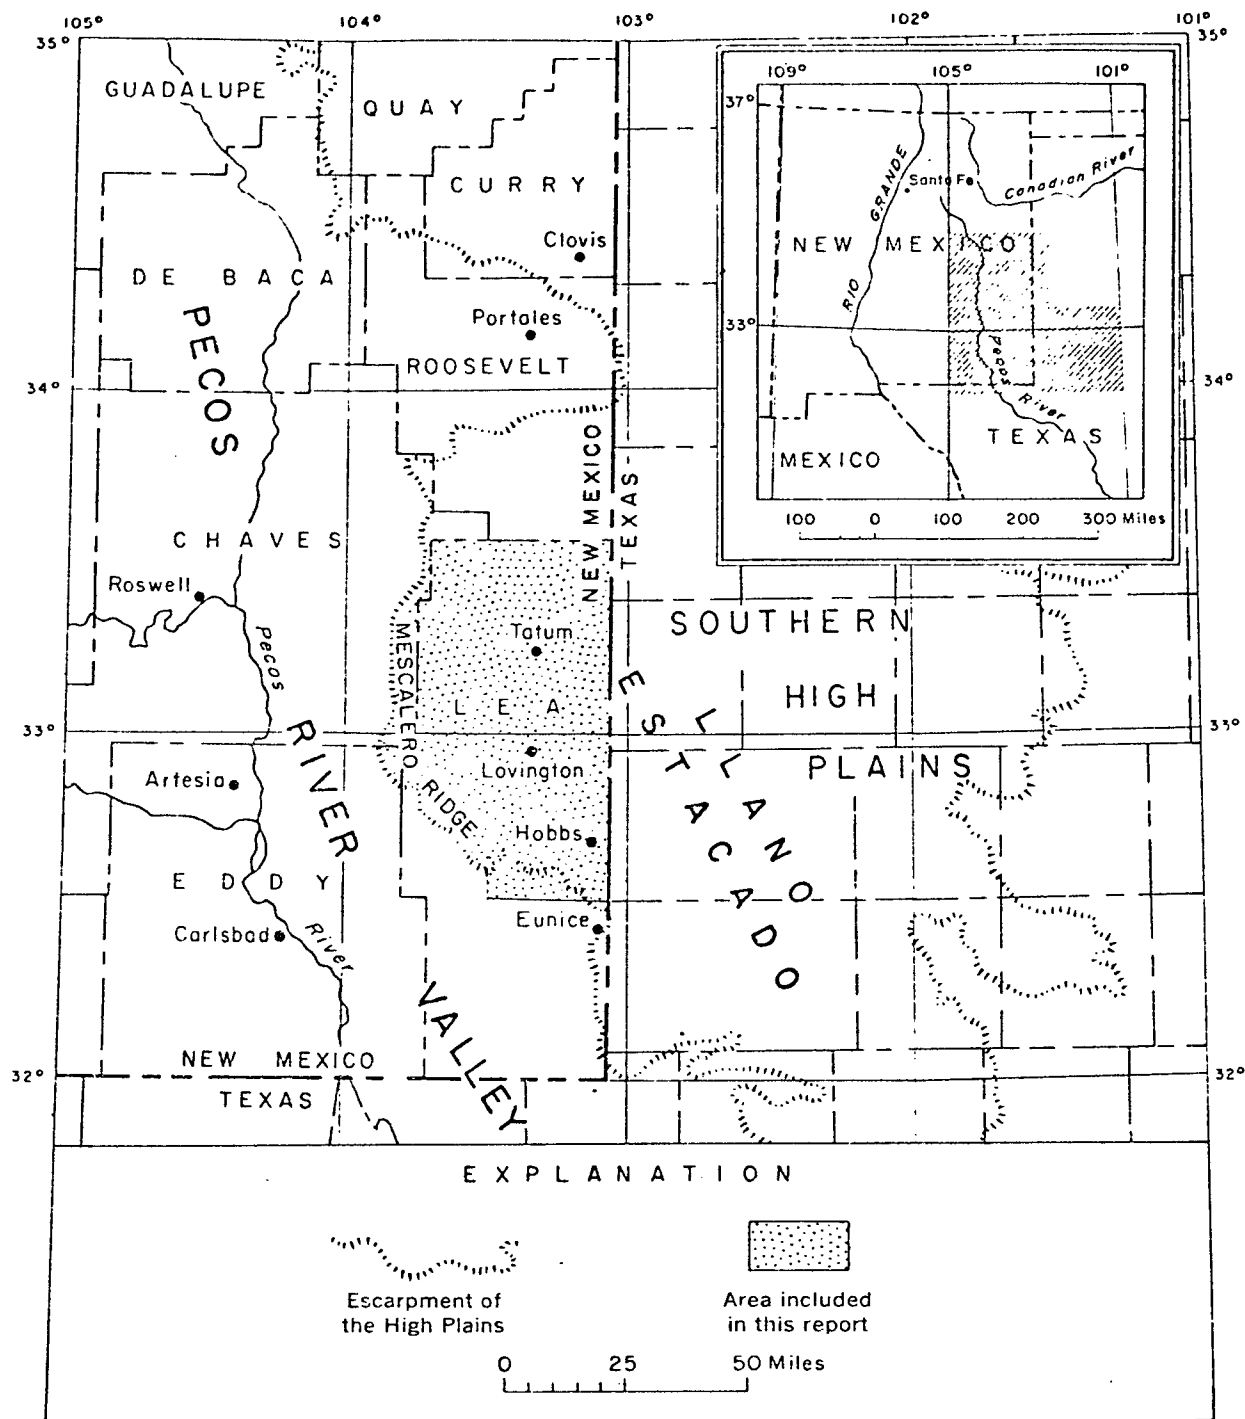 105° 104° 103° 102° 101°
35° 35°
GUADALUPE
QUAY
CURRY
Clovis
DE BACA
Portales
ROOSEVELT
34° 34°
PECOS
CHAVES
Roswell
Pecos
NEW MEXICO
TEXAS
Tatum
MESCALERO
LEA
33° 33°
Lovington
RIDGE
Artesia
Hobbs
RIVER
EDDY
Eunice
Carlsbad
River
VALLEY
NEW MEXICO
32° 32°
TEXAS
SOUTHERN
HIGH
PLAINS
LLANO
ESTACADO
109° 105° 101°
37°
RIO GRANDE
Santa Fe
Canadian River
NEW MEXICO
33°
Pecos River
TEXAS
MEXICO
100 0 100 200 300 Miles
EXPLANATION
Escarpment of
the High Plains
Area included
in this report
0 25 50 Miles